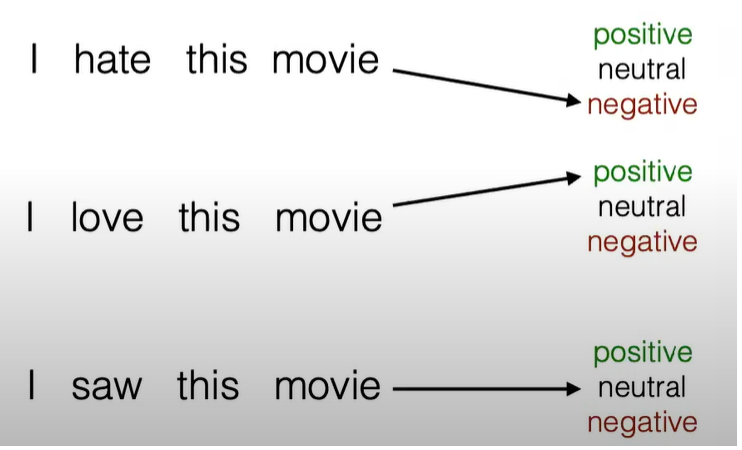 I hate this movie
positive
neutral
negative
I love this movie
positive
neutral
negative
I saw this movie
positive
neutral
negative